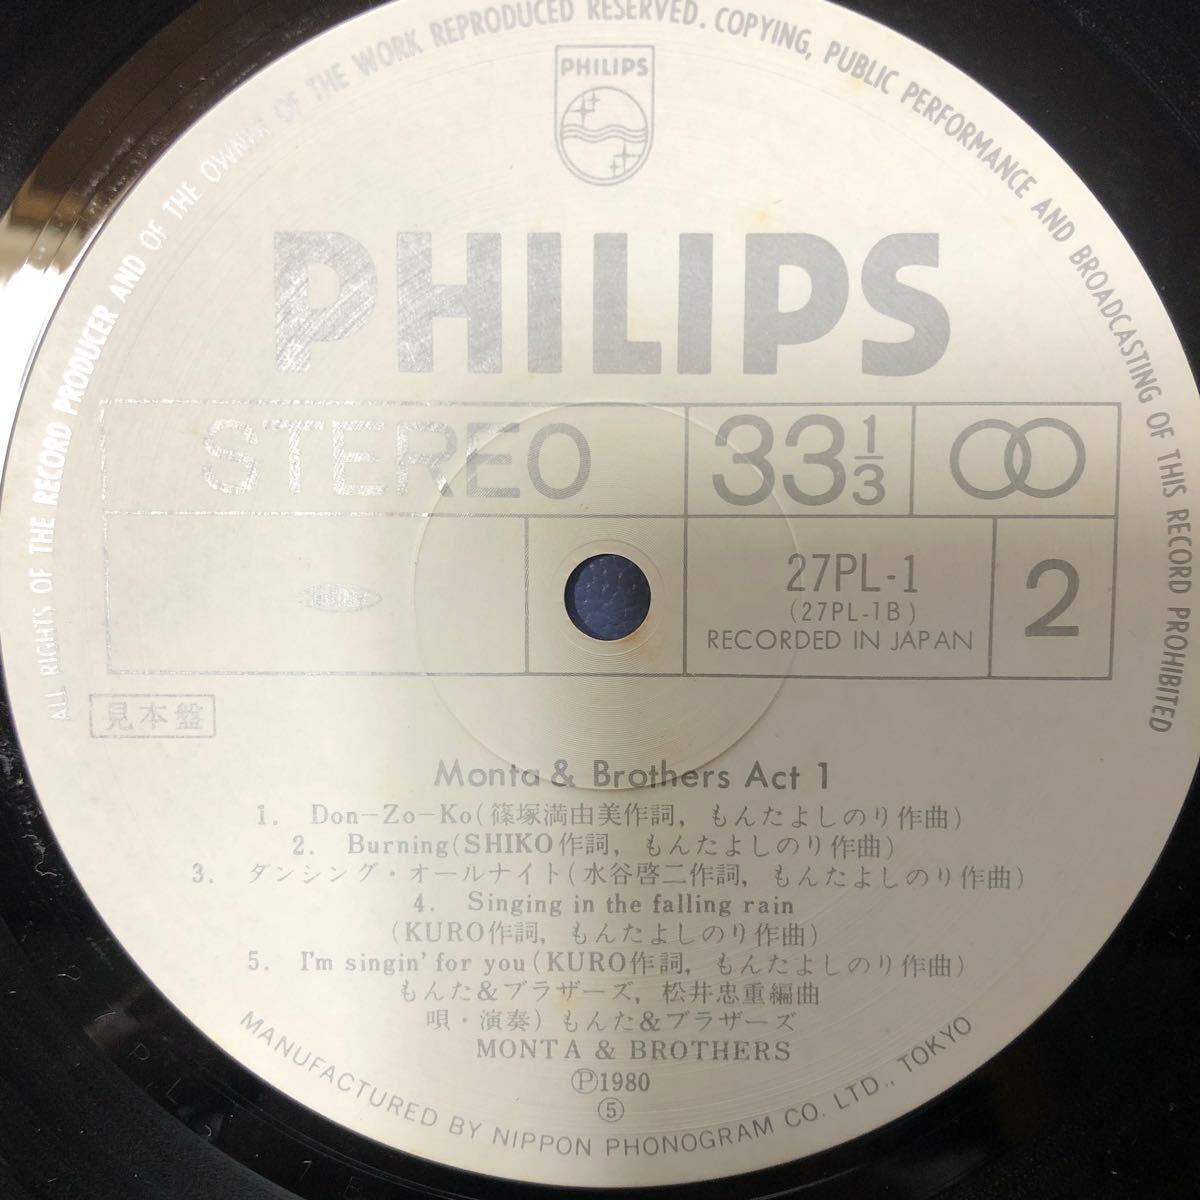 ALL RIGHTS OF THE RECORD PRODUCER AND OF THE OWNER OF THE WORK REPRODUCED RESERVED. COPYING, PUBLIC PERFORMANCE AND BROADCASTING OF THIS RECORD PROHIBITED
PHILIPS
PHILIPS
STEREO
33 1/3
27PL-1
(27PL-1B)
RECORDED IN JAPAN
2
見本盤
Monta & Brothers Act 1
1. Don-Zo-Ko(篠塚満由美作詞, もんたよしのり作曲)
2. Burning(SHIKO作詞, もんたよしのり作曲)
3. ダンシング・オールナイト(水谷啓二作詞, もんたよしのり作曲)
4. Singing in the falling rain
(KURO作詞, もんたよしのり作曲)
5. I'm singin' for you(KURO作詞, もんたよしのり作曲)
もんた&ブラザーズ, 松井忠重編曲
唄・演奏) もんた&ブラザーズ
MONTA & BROTHERS
Ⓟ1980
⑤
MANUFACTURED BY NIPPON PHONOGRAM CO. LTD., TOKYO